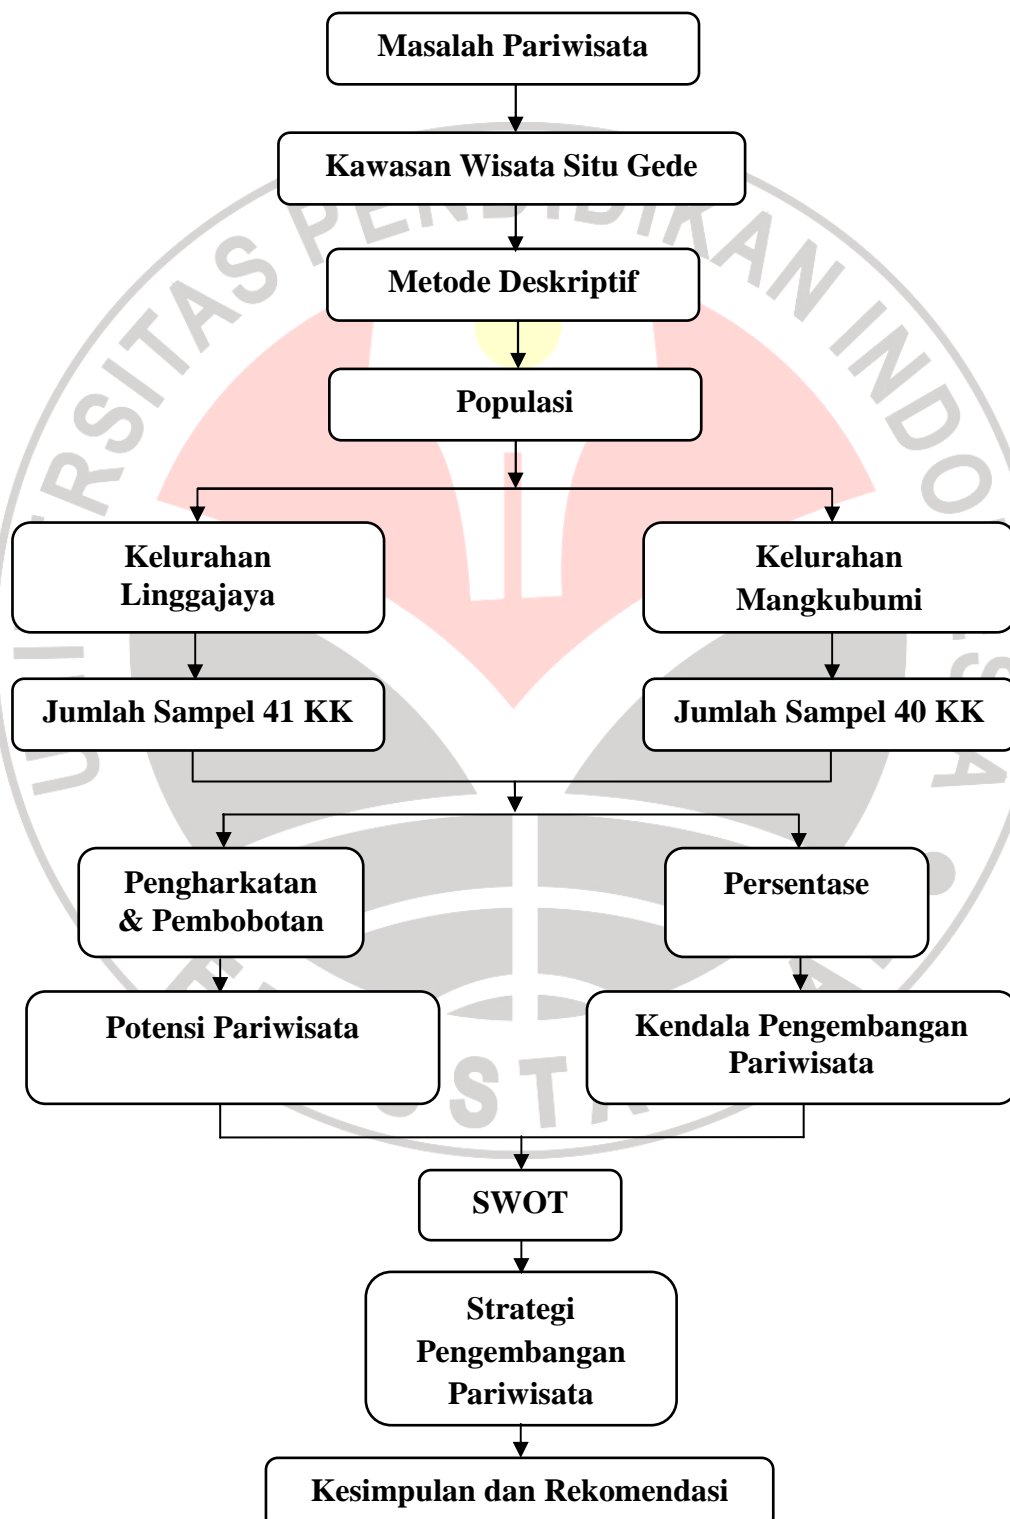 Masalah Pariwisata
Kawasan Wisata Situ Gede
Metode Deskriptif
Populasi
Kelurahan
Linggajaya
Kelurahan
Mangkubumi
Jumlah Sampel 41 KK
Jumlah Sampel 40 KK
Pengharkatan
& Pembobotan
Persentase
Potensi Pariwisata
Kendala Pengembangan
Pariwisata
SWOT
Strategi
Pengembangan
Pariwisata
Kesimpulan dan Rekomendasi